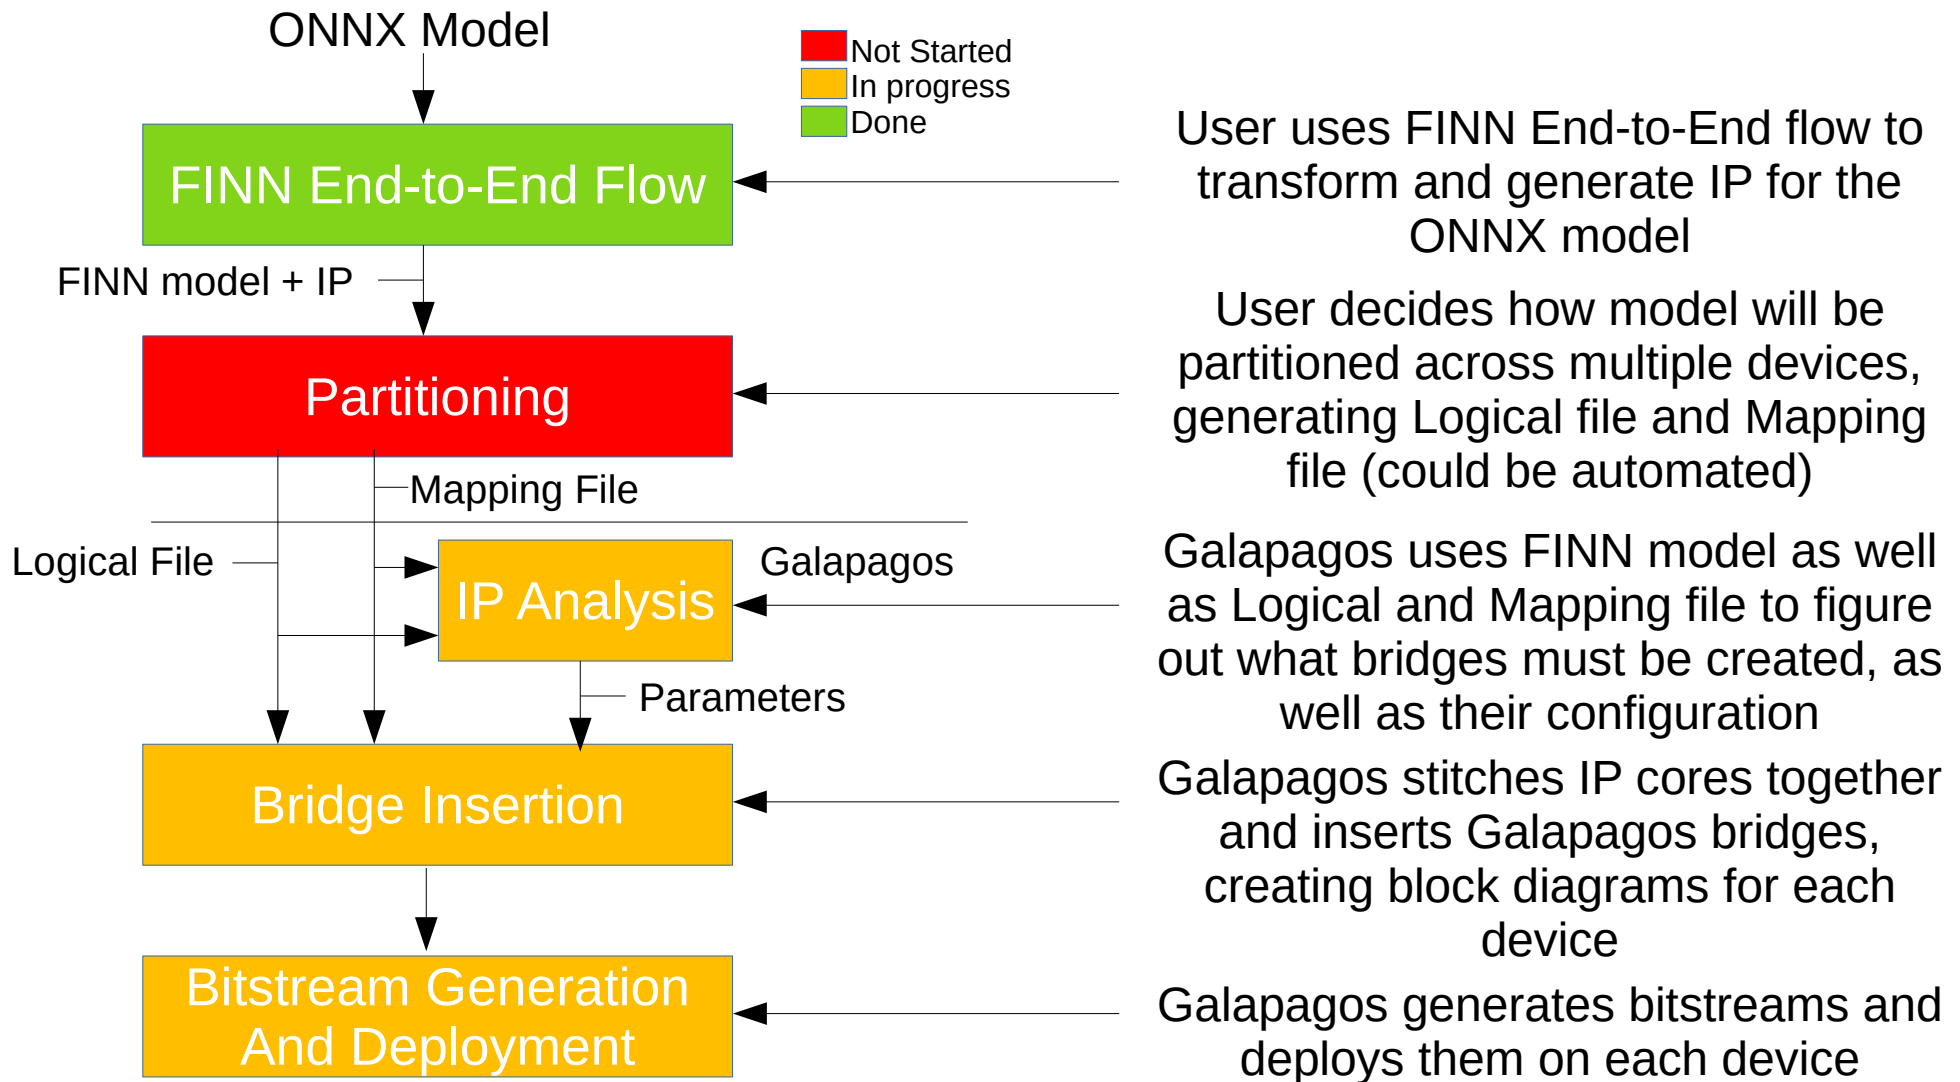 ONNX Model
Not Started
In progress
Done
FINN End-to-End Flow
User uses FINN End-to-End flow to
transform and generate IP for the
ONNX model
FINN model + IP
Partitioning
User decides how model will be
partitioned across multiple devices,
generating Logical file and Mapping
file (could be automated)
Mapping File
Logical File
IP Analysis
Galapagos
Galapagos uses FINN model as well
as Logical and Mapping file to figure
out what bridges must be created, as
well as their configuration
Parameters
Bridge Insertion
Galapagos stitches IP cores together
and inserts Galapagos bridges,
creating block diagrams for each
device
Bitstream Generation
And Deployment
Galapagos generates bitstreams and
deploys them on each device